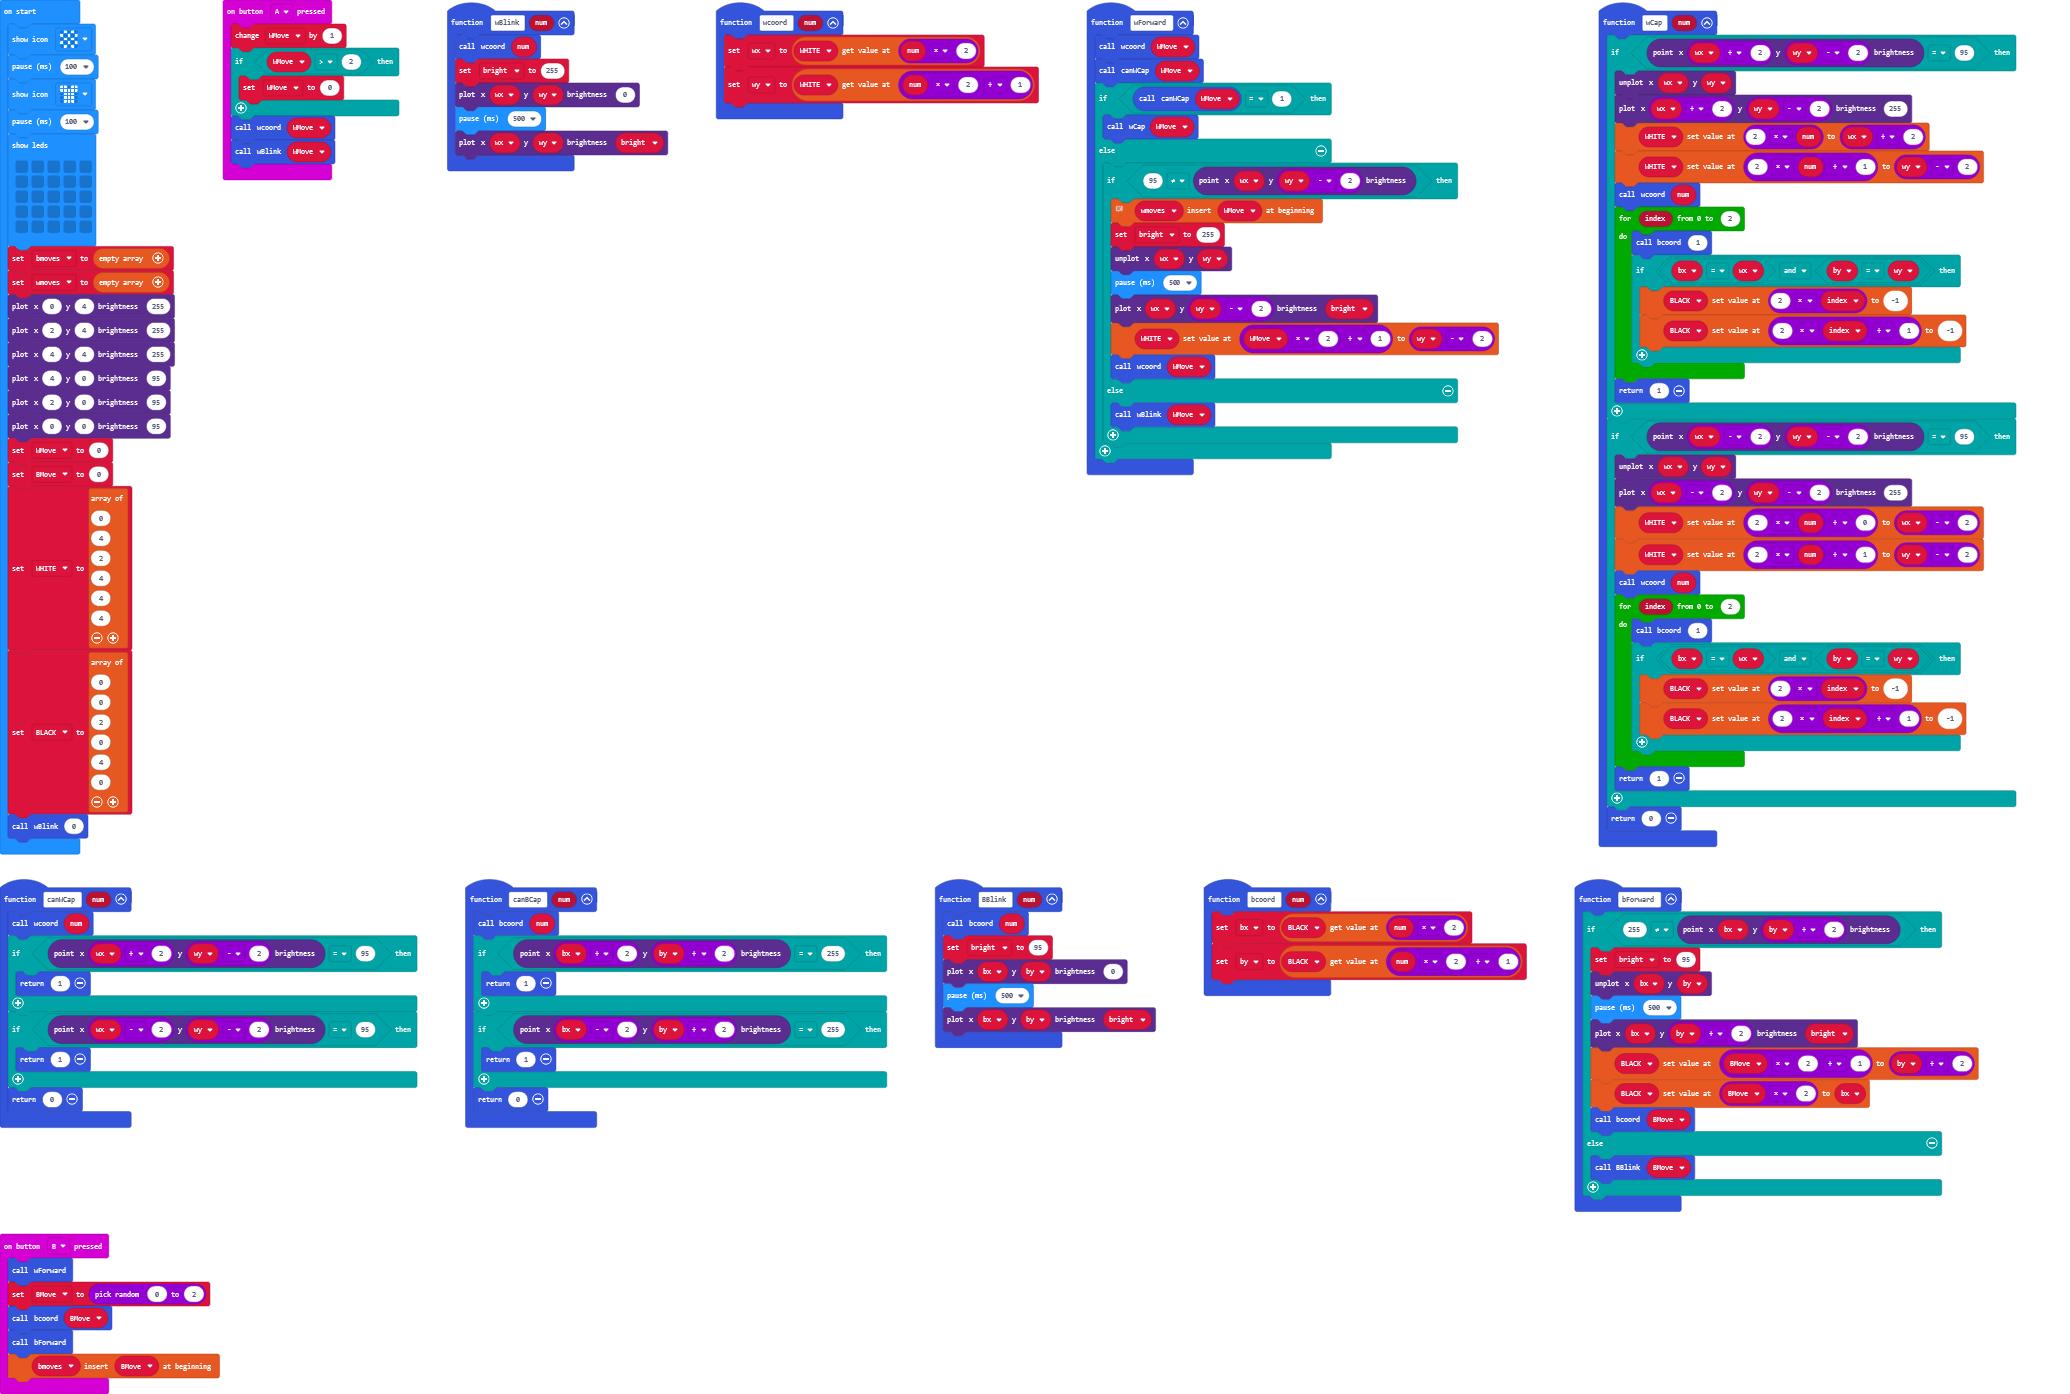 on start
show icon
pause (ms) 100
show icon
pause (ms) 100
show leds
set bmoves to empty array
set wmoves to empty array
plot x 0 y 4 brightness 255
plot x 2 y 4 brightness 255
plot x 4 y 4 brightness 255
plot x 4 y 0 brightness 95
plot x 2 y 0 brightness 95
plot x 0 y 0 brightness 95
set WMove to 0
set BMove to 0
set WHITE to array of
0
4
2
4
4
4
set BLACK to array of
0
0
2
0
4
0
call wBlink 0
on button A pressed
change WMove by 1
if WMove > 2 then
set WMove to 0
call wcoord WMove
call wBlink WMove
function wBlink num
call wcoord num
set bright to 255
plot x wx y wy brightness 0
pause (ms) 500
plot x wx y wy brightness bright
function wcoord num
set wx to WHITE get value at num × 2
set wy to WHITE get value at num × 2 + 1
function wForward
call wcoord WMove
call canWCap WMove
if call canWCap WMove = 1 then
call wCap WMove
else
if 95 ≠ point x wx y wy - 2 brightness then
wmoves insert WMove at beginning
set bright to 255
unplot x wx y wy
pause (ms) 500
plot x wx y wy - 2 brightness bright
WHITE set value at WMove × 2 + 1 to wy - 2
call wcoord WMove
else
call wBlink WMove
function wCap num
if point x wx + 2 y wy - 2 brightness = 95 then
unplot x wx y wy
plot x wx + 2 y wy - 2 brightness 255
WHITE set value at 2 × num to wx + 2
WHITE set value at 2 × num + 1 to wy - 2
call wcoord num
for index from 0 to 2
do call bcoord 1
if bx = wx and by = wy then
BLACK set value at 2 × index to -1
BLACK set value at 2 × index + 1 to -1
return 1
if point x wx - 2 y wy - 2 brightness = 95 then
unplot x wx y wy
plot x wx - 2 y wy - 2 brightness 255
WHITE set value at 2 × num + 0 to wx - 2
WHITE set value at 2 × num + 1 to wy - 2
call wcoord num
for index from 0 to 2
do call bcoord 1
if bx = wx and by = wy then
BLACK set value at 2 × index to -1
BLACK set value at 2 × index + 1 to -1
return 1
return 0
function canWCap num
call wcoord num
if point x wx + 2 y wy - 2 brightness = 95 then
return 1
if point x wx - 2 y wy - 2 brightness = 95 then
return 1
return 0
function canBCap num
call bcoord num
if point x bx + 2 y by + 2 brightness = 255 then
return 1
if point x bx - 2 y by + 2 brightness = 255 then
return 1
return 0
function BBlink num
call bcoord num
set bright to 95
plot x bx y by brightness 0
pause (ms) 500
plot x bx y by brightness bright
function bcoord num
set bx to BLACK get value at num × 2
set by to BLACK get value at num × 2 + 1
function bForward
if 255 ≠ point x bx y by + 2 brightness then
set bright to 95
unplot x bx y by
pause (ms) 500
plot x bx y by + 2 brightness bright
BLACK set value at BMove × 2 + 1 to by + 2
BLACK set value at BMove × 2 to bx
call bcoord BMove
else
call BBlink BMove
on button B pressed
call wForward
set BMove to pick random 0 to 2
call bcoord BMove
call bForward
bmoves insert BMove at beginning